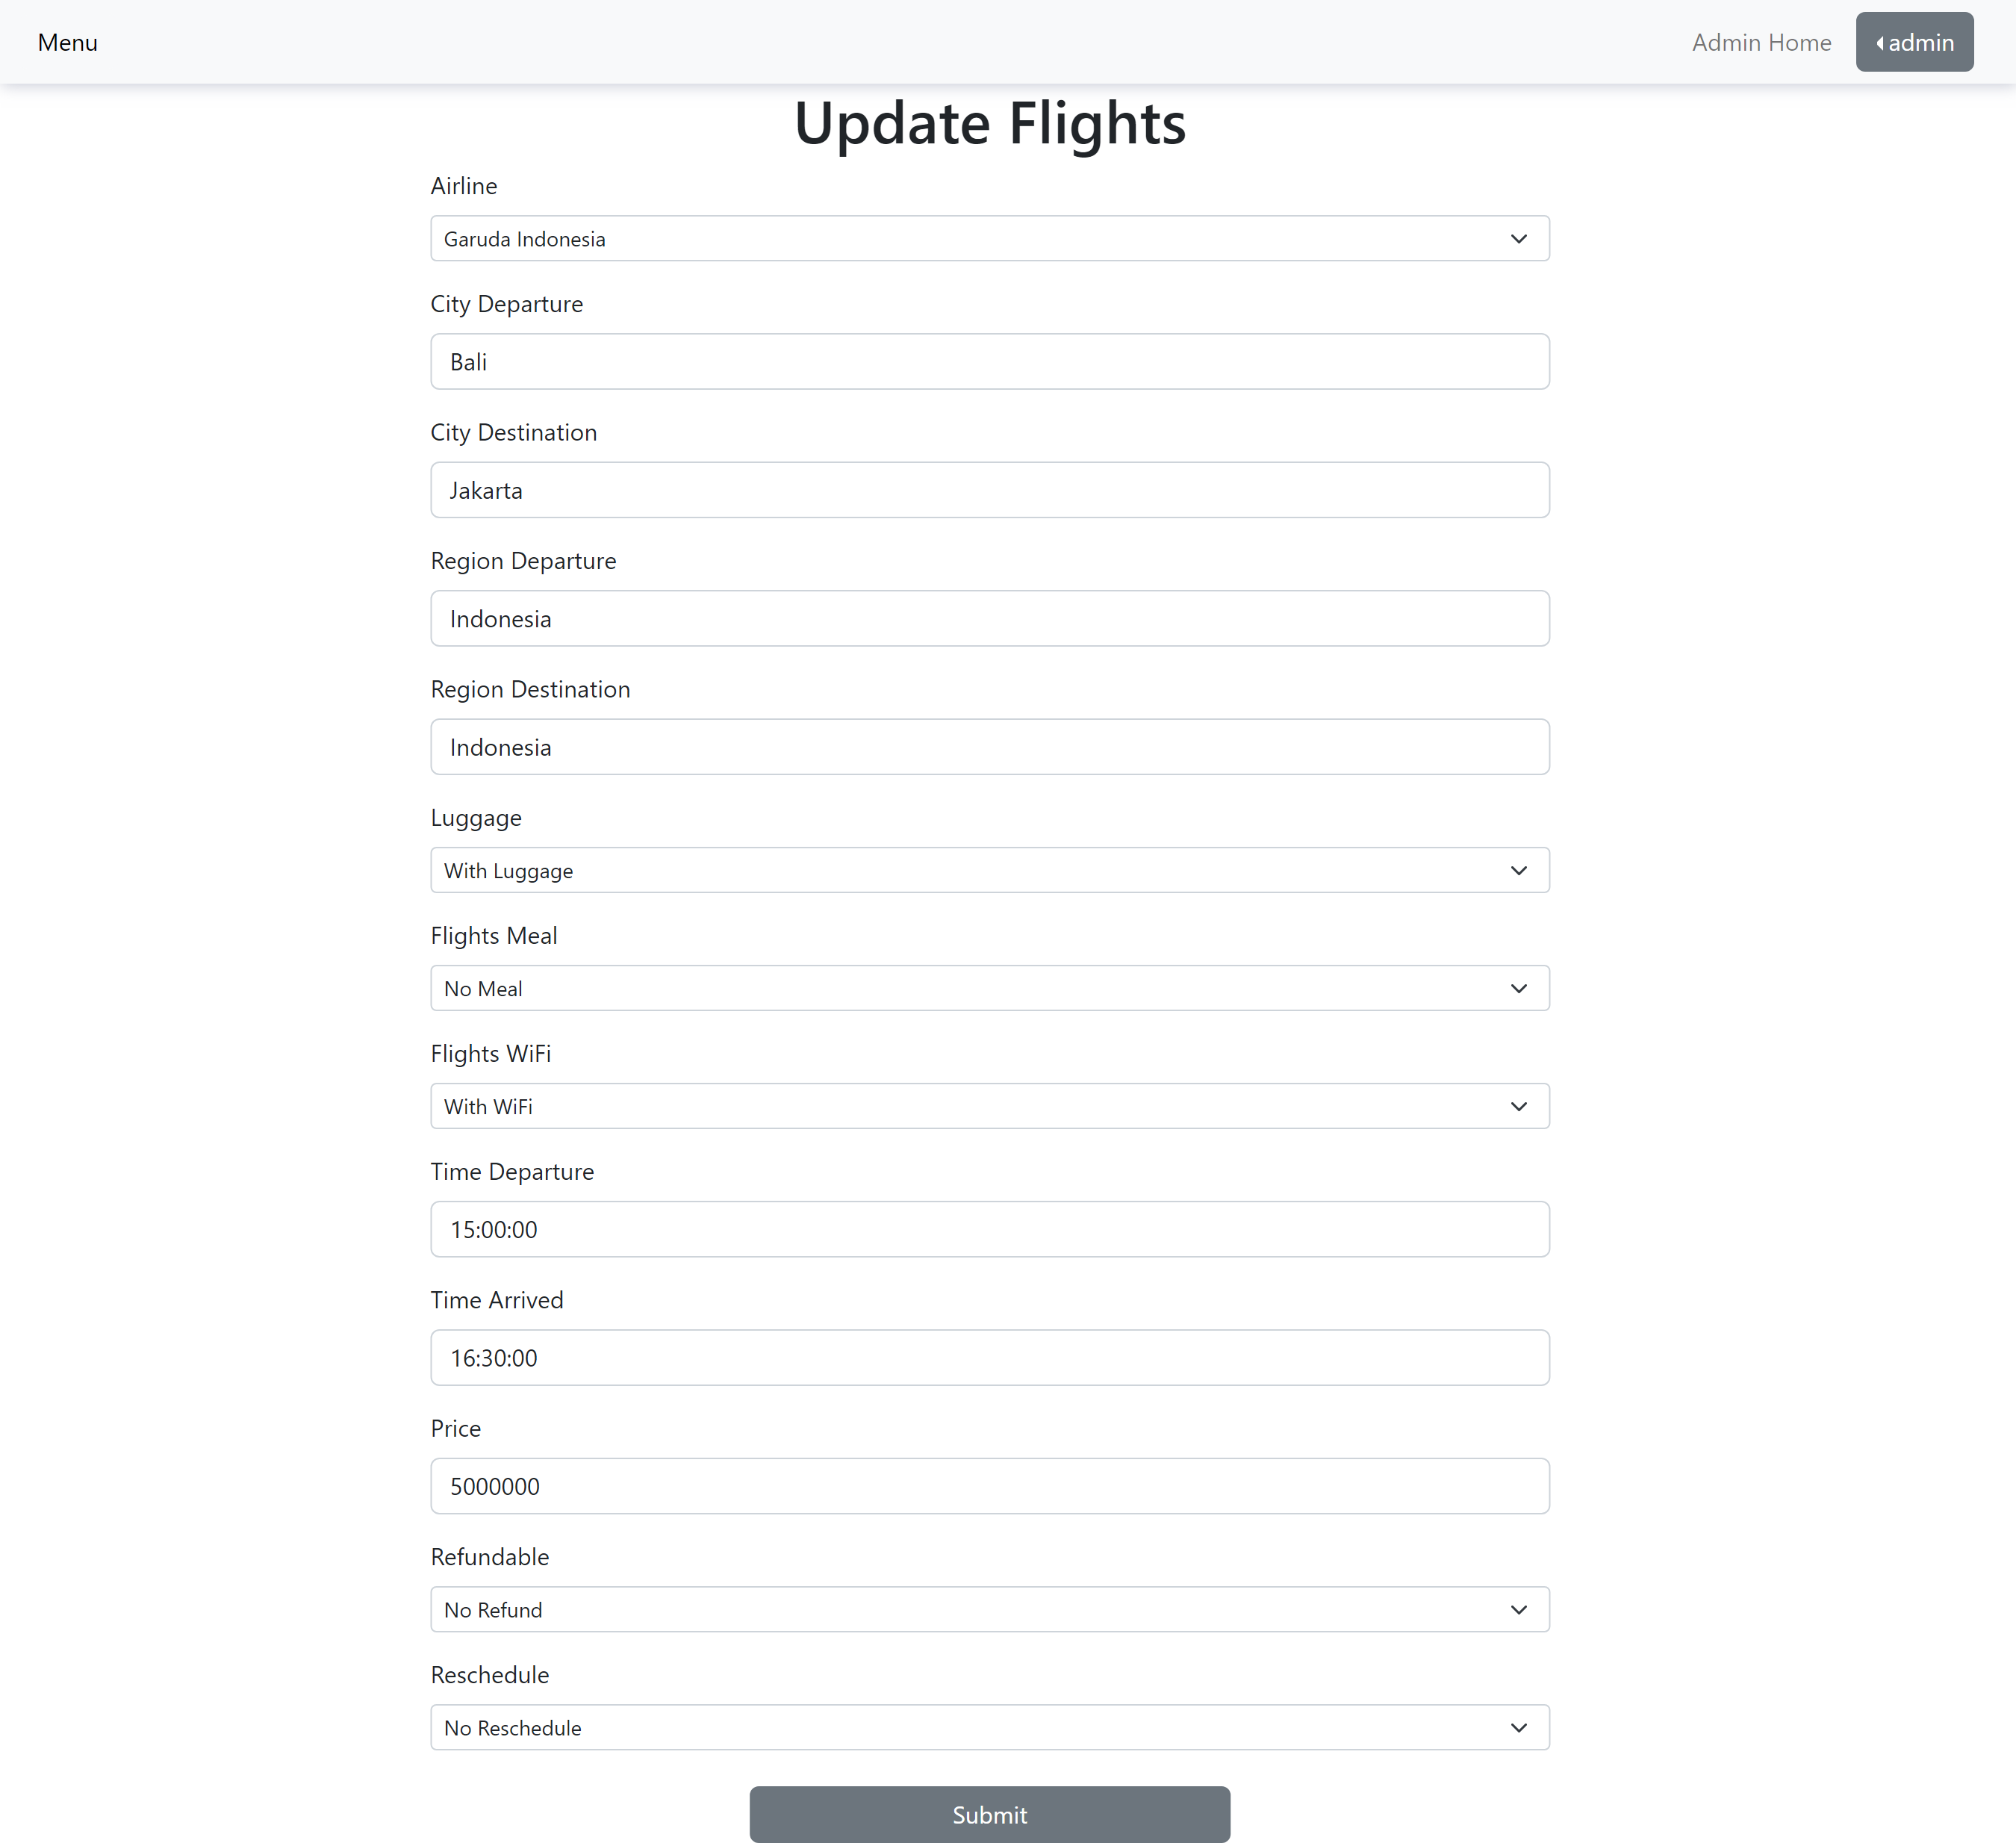 Menu
Admin Home
admin
Update Flights
Airline
Garuda Indonesia
City Departure
Bali
City Destination
Jakarta
Region Departure
Indonesia
Region Destination
Indonesia
Luggage
With Luggage
Flights Meal
No Meal
Flights WiFi
With WiFi
Time Departure
15:00:00
Time Arrived
16:30:00
Price
5000000
Refundable
No Refund
Reschedule
No Reschedule
Submit